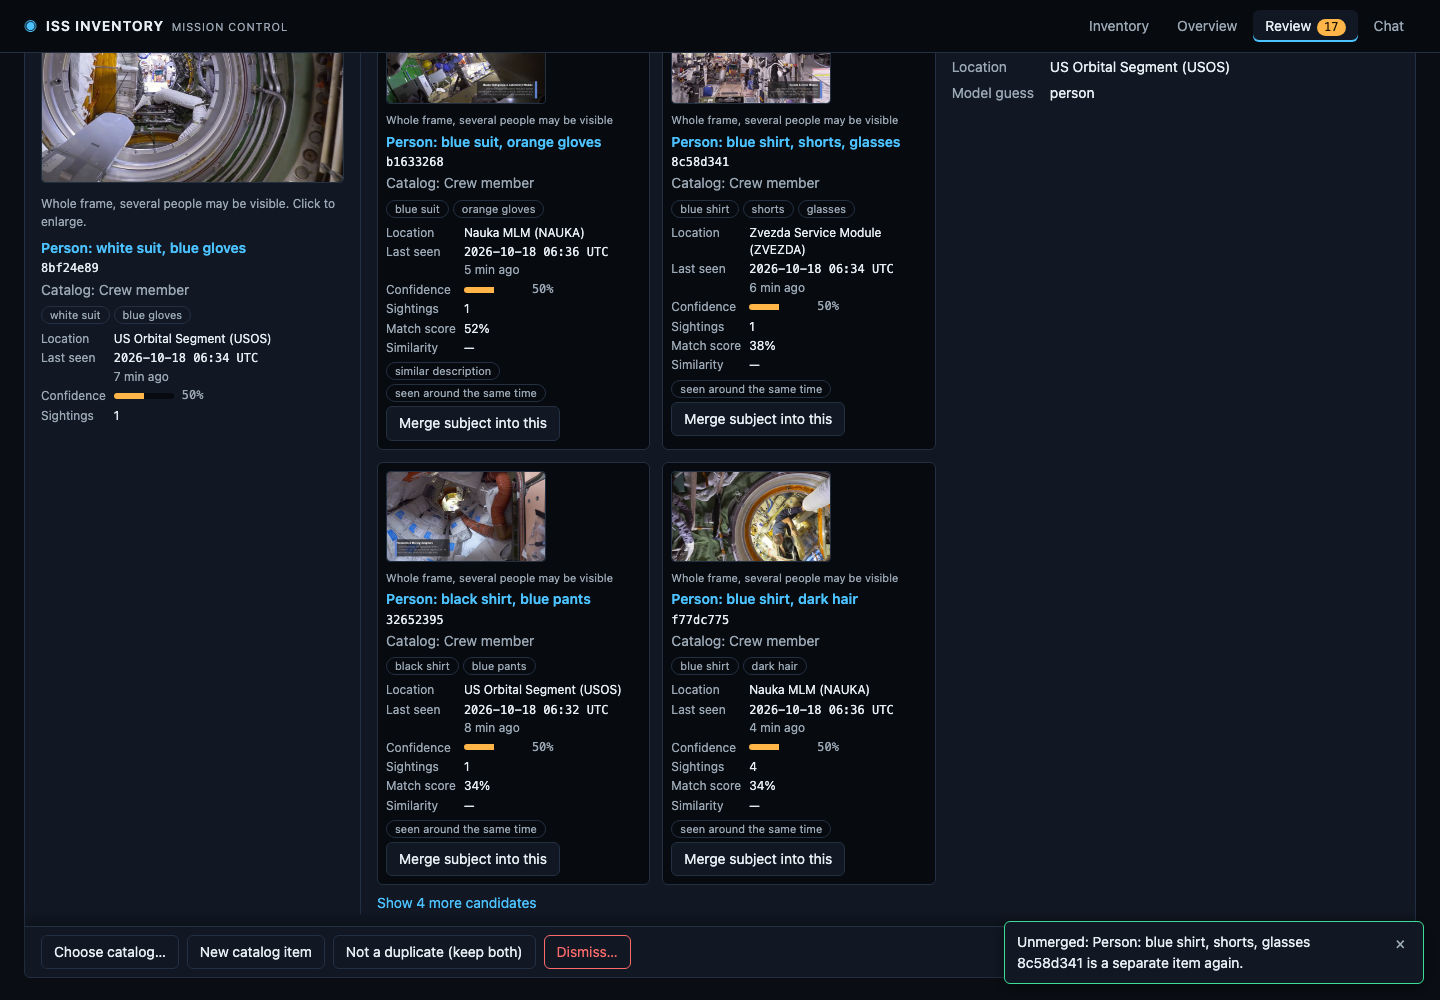 ISS INVENTORY MISSION CONTROL
Inventory
Overview
Review 17
Chat
Whole frame, several people may be visible. Click to
enlarge.
Person: white suit, blue gloves
8bf24e89
Catalog: Crew member
white suit
blue gloves
Location US Orbital Segment (USOS)
Last seen 2026-10-18 06:34 UTC
7 min ago
Confidence 50%
Sightings 1
Whole frame, several people may be visible
Person: blue suit, orange gloves
b1633268
Catalog: Crew member
blue suit
orange gloves
Location Nauka MLM (NAUKA)
Last seen 2026-10-18 06:36 UTC
5 min ago
Confidence 50%
Sightings 1
Match score 52%
Similarity —
similar description
seen around the same time
Merge subject into this
Whole frame, several people may be visible
Person: blue shirt, shorts, glasses
8c58d341
Catalog: Crew member
blue shirt
shorts
glasses
Location Zvezda Service Module
(ZVEZDA)
Last seen 2026-10-18 06:34 UTC
6 min ago
Confidence 50%
Sightings 1
Match score 38%
Similarity —
seen around the same time
Merge subject into this
Whole frame, several people may be visible
Person: black shirt, blue pants
32652395
Catalog: Crew member
black shirt
blue pants
Location US Orbital Segment (USOS)
Last seen 2026-10-18 06:32 UTC
8 min ago
Confidence 50%
Sightings 1
Match score 34%
Similarity —
seen around the same time
Merge subject into this
Whole frame, several people may be visible
Person: blue shirt, dark hair
f77dc775
Catalog: Crew member
blue shirt
dark hair
Location Nauka MLM (NAUKA)
Last seen 2026-10-18 06:36 UTC
4 min ago
Confidence 50%
Sightings 4
Match score 34%
Similarity —
seen around the same time
Merge subject into this
Show 4 more candidates
Location US Orbital Segment (USOS)
Model guess person
Choose catalog...
New catalog item
Not a duplicate (keep both)
Dismiss...
Unmerged: Person: blue shirt, shorts, glasses
8c58d341 is a separate item again.
×